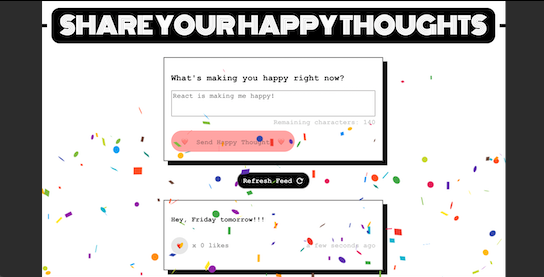 SHARE YOUR HAPPY THOUGHTS
What's making you happy right now?
React is making me happy!
Remaining characters: 140
Send Happy Thought
Refresh Feed
Hey, Friday tomorrow!!!
x 0 likes
few seconds ago